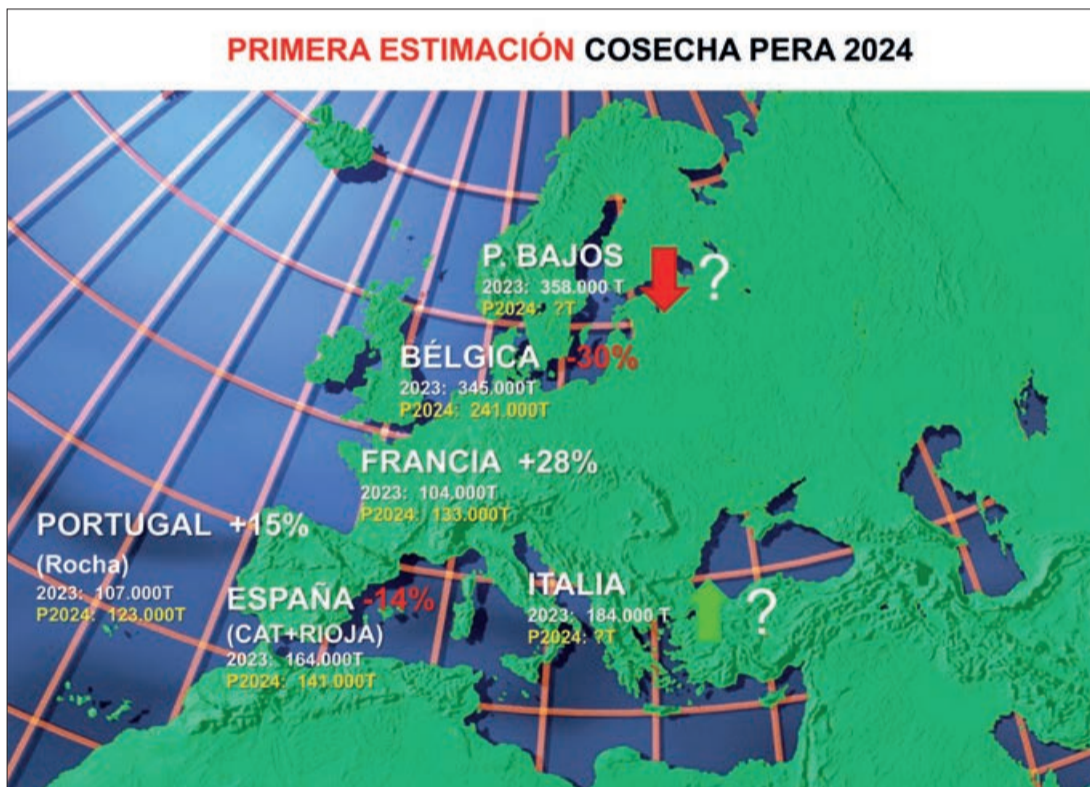 PRIMERA ESTIMACIÓN COSECHA PERA 2024
P. BAJOS
2023: 358.000 T
P2024: ?T
?
BÉLGICA -30%
2023: 345.000T
P2024: 241.000T
FRANCIA +28%
2023: 104.000T
P2024: 133.000T
PORTUGAL +15%
(Rocha)
2023: 107.000T
P2024: 123.000T
ESPAÑA -14%
(CAT+RIOJA)
2023: 164.000T
P2024: 141.000T
ITALIA
2023: 184.000 T
P2024: ?T
?